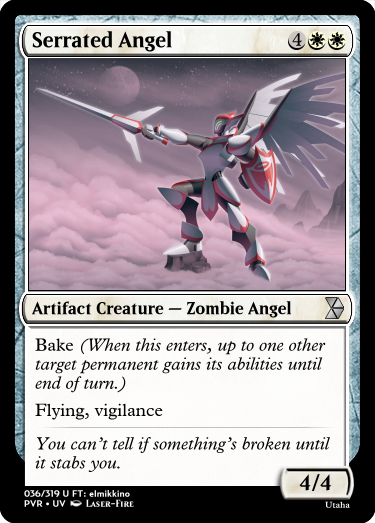 Serrated Angel 4
Artifact Creature — Zombie Angel
Bake (When this enters, up to one other
target permanent gains its abilities until
end of turn.)
Flying, vigilance
You can't tell if something's broken until
it stabs you.
4/4
036/319 U FT: elmikkino
PVR • UV Laser-Fire
Utaha